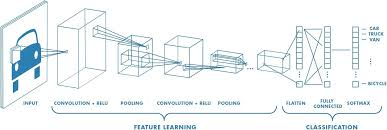 CAR
TRUCK
VAN
BICYCLE
INPUT
CONVOLUTION + RELU
POOLING
CONVOLUTION + RELU
POOLING
FLATTEN
FULLY
CONNECTED
SOFTMAX
FEATURE LEARNING
CLASSIFICATION